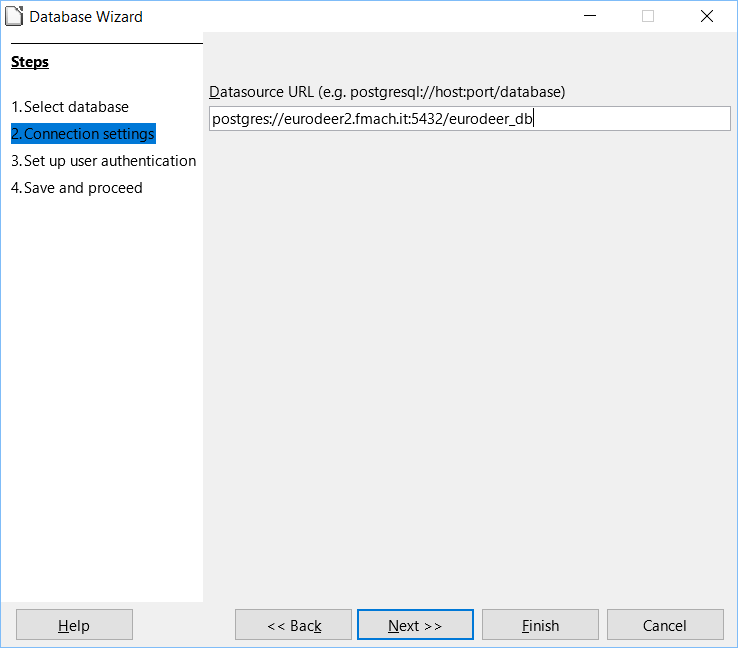 Database Wizard
Steps
1. Select database
2. Connection settings
3. Set up user authentication
4. Save and proceed
Datasource URL (e.g. postgresql://host:port/database)
postgres://eurodeer2.fmach.it:5432/eurodeer_db
Help
<< Back
Next >>
Finish
Cancel